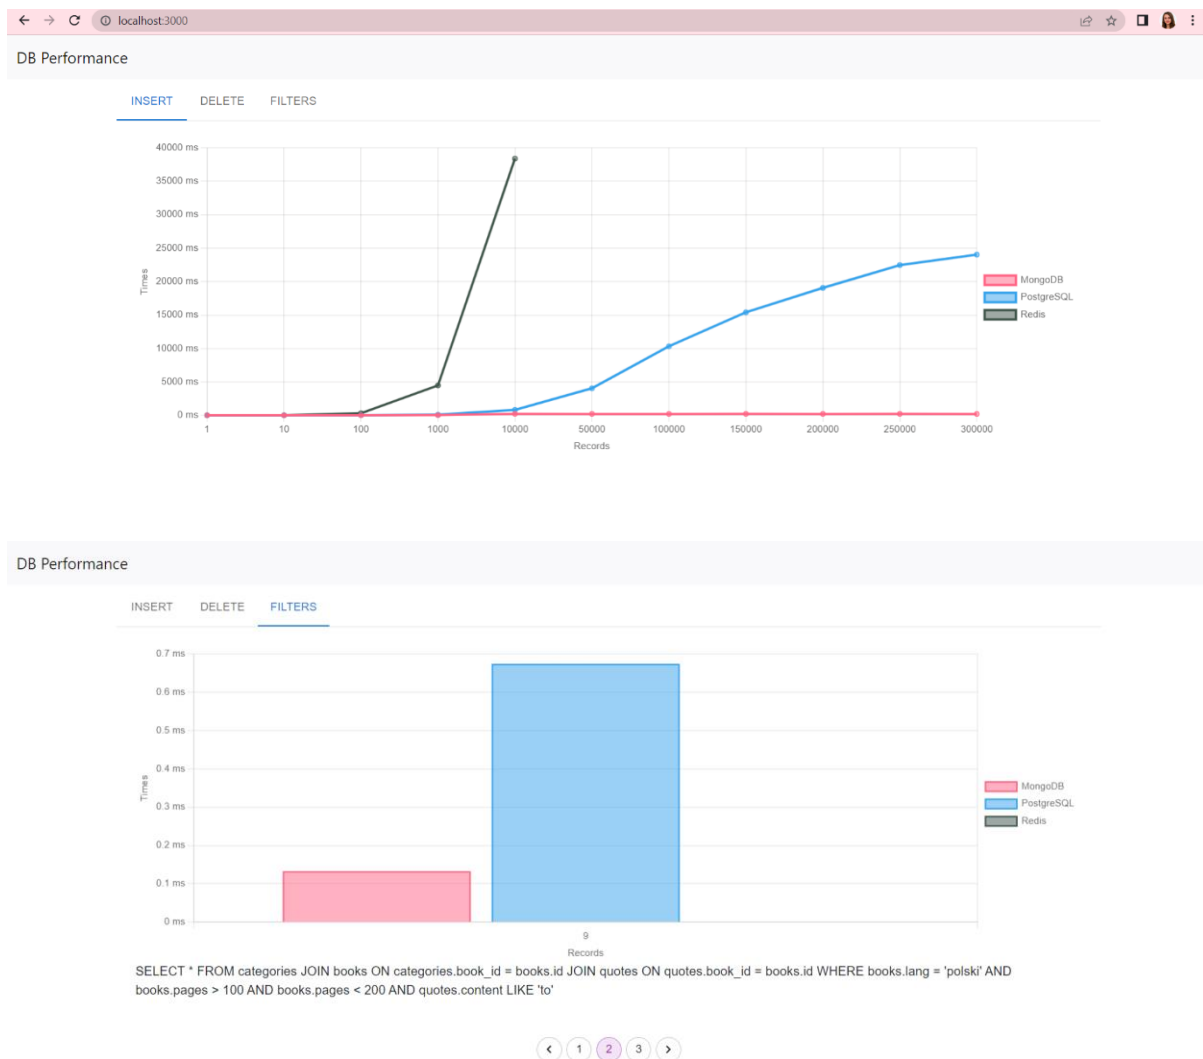 localhost:3000
DB Performance
INSERT DELETE FILTERS
40000 ms
35000 ms
30000 ms
25000 ms
20000 ms
15000 ms
10000 ms
5000 ms
0 ms
Times
1 10 100 1000 10000 50000 100000 150000 200000 250000 300000
Records
MongoDB
PostgreSQL
Redis
DB Performance
INSERT DELETE FILTERS
0.7 ms
0.6 ms
0.5 ms
0.4 ms
0.3 ms
0.2 ms
0.1 ms
0 ms
Times
9
Records
MongoDB
PostgreSQL
Redis
SELECT * FROM categories JOIN books ON categories.book_id = books.id JOIN quotes ON quotes.book_id = books.id WHERE books.lang = 'polski' AND
books.pages > 100 AND books.pages < 200 AND quotes.content LIKE 'to'
1 2 3